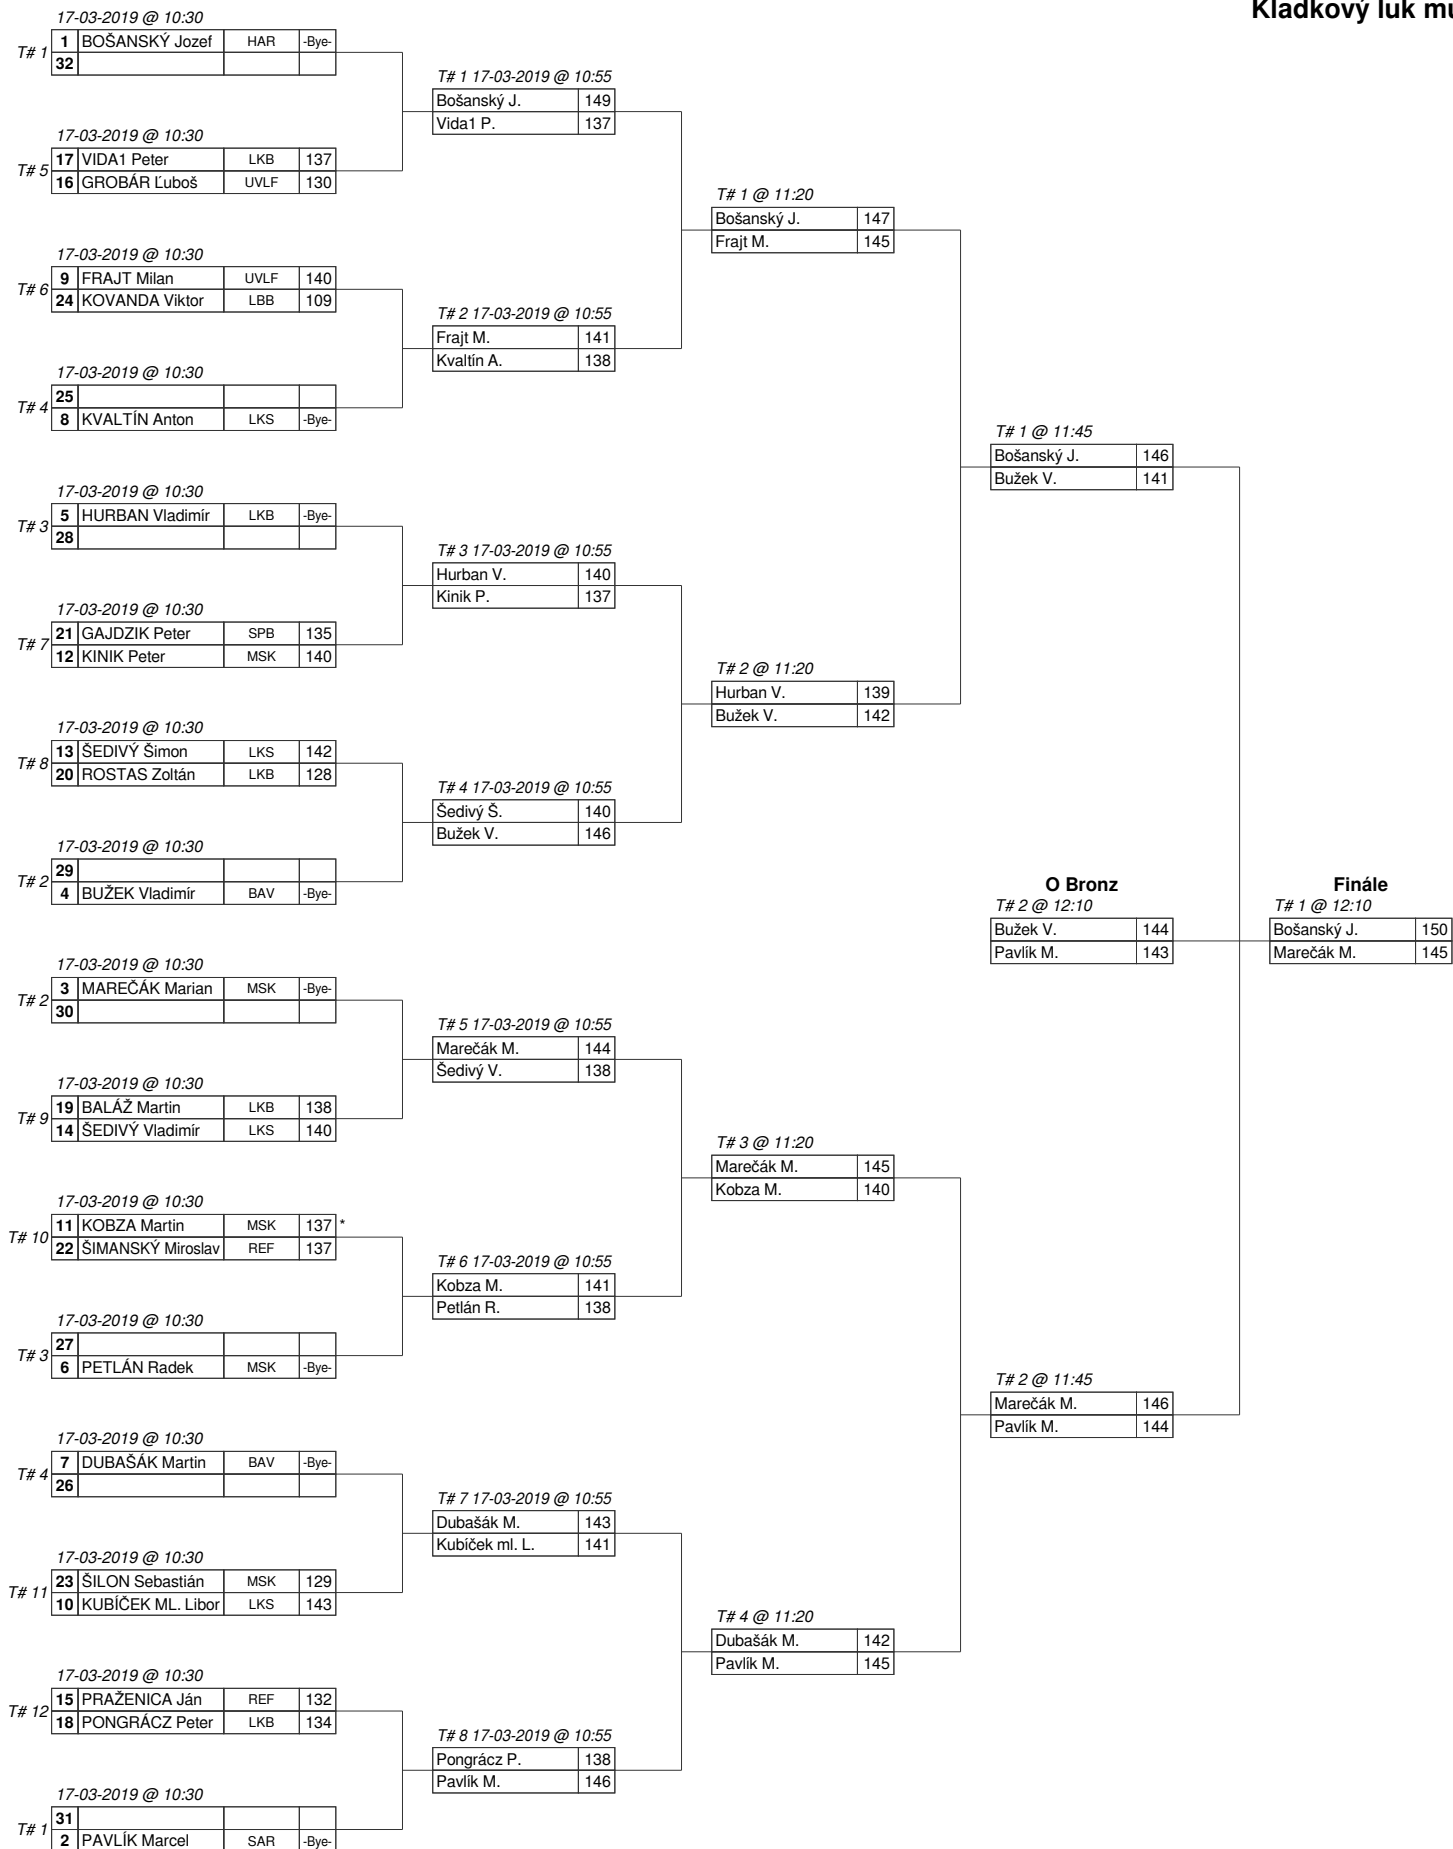 Kladkový luk mu
17-03-2019 @ 10:30
T# 1
1 BOŠANSKÝ Jozef HAR -Bye-
32
17-03-2019 @ 10:30
T# 5
17 VIDA1 Peter LKB 137
16 GROBÁR Ľuboš UVLF 130
17-03-2019 @ 10:30
T# 6
9 FRAJT Milan UVLF 140
24 KOVANDA Viktor LBB 109
17-03-2019 @ 10:30
T# 4
25
8 KVALTÍN Anton LKS -Bye-
17-03-2019 @ 10:30
T# 3
5 HURBAN Vladimír LKB -Bye-
28
17-03-2019 @ 10:30
T# 7
21 GAJDZIK Peter SPB 135
12 KINIK Peter MSK 140
17-03-2019 @ 10:30
T# 8
13 ŠEDIVÝ Šimon LKS 142
20 ROSTAS Zoltán LKB 128
17-03-2019 @ 10:30
T# 2
29
4 BUŽEK Vladimír BAV -Bye-
17-03-2019 @ 10:30
T# 2
3 MAREČÁK Marian MSK -Bye-
30
17-03-2019 @ 10:30
T# 9
19 BALÁŽ Martin LKB 138
14 ŠEDIVÝ Vladimír LKS 140
17-03-2019 @ 10:30
T# 10
11 KOBZA Martin MSK 137 *
22 ŠIMANSKÝ Miroslav REF 137
17-03-2019 @ 10:30
T# 3
27
6 PETLÁN Radek MSK -Bye-
17-03-2019 @ 10:30
T# 4
7 DUBAŠÁK Martin BAV -Bye-
26
17-03-2019 @ 10:30
T# 11
23 ŠILON Sebastián MSK 129
10 KUBÍČEK ML. Libor LKS 143
17-03-2019 @ 10:30
T# 12
15 PRAŽENICA Ján REF 132
18 PONGRÁCZ Peter LKB 134
17-03-2019 @ 10:30
T# 1
31
2 PAVLÍK Marcel SAR -Bye-
T# 1 17-03-2019 @ 10:55
Bošanský J. 149
Vida1 P. 137
T# 2 17-03-2019 @ 10:55
Frajt M. 141
Kvaltín A. 138
T# 3 17-03-2019 @ 10:55
Hurban V. 140
Kinik P. 137
T# 4 17-03-2019 @ 10:55
Šedivý Š. 140
Bužek V. 146
T# 5 17-03-2019 @ 10:55
Marečák M. 144
Šedivý V. 138
T# 6 17-03-2019 @ 10:55
Kobza M. 141
Petlán R. 138
T# 7 17-03-2019 @ 10:55
Dubašák M. 143
Kubíček ml. L. 141
T# 8 17-03-2019 @ 10:55
Pongrácz P. 138
Pavlík M. 146
T# 1 @ 11:20
Bošanský J. 147
Frajt M. 145
T# 2 @ 11:20
Hurban V. 139
Bužek V. 142
T# 3 @ 11:20
Marečák M. 145
Kobza M. 140
T# 4 @ 11:20
Dubašák M. 142
Pavlík M. 145
T# 1 @ 11:45
Bošanský J. 146
Bužek V. 141
O Bronz
T# 2 @ 12:10
Bužek V. 144
Pavlík M. 143
T# 2 @ 11:45
Marečák M. 146
Pavlík M. 144
Finále
T# 1 @ 12:10
Bošanský J. 150
Marečák M. 145